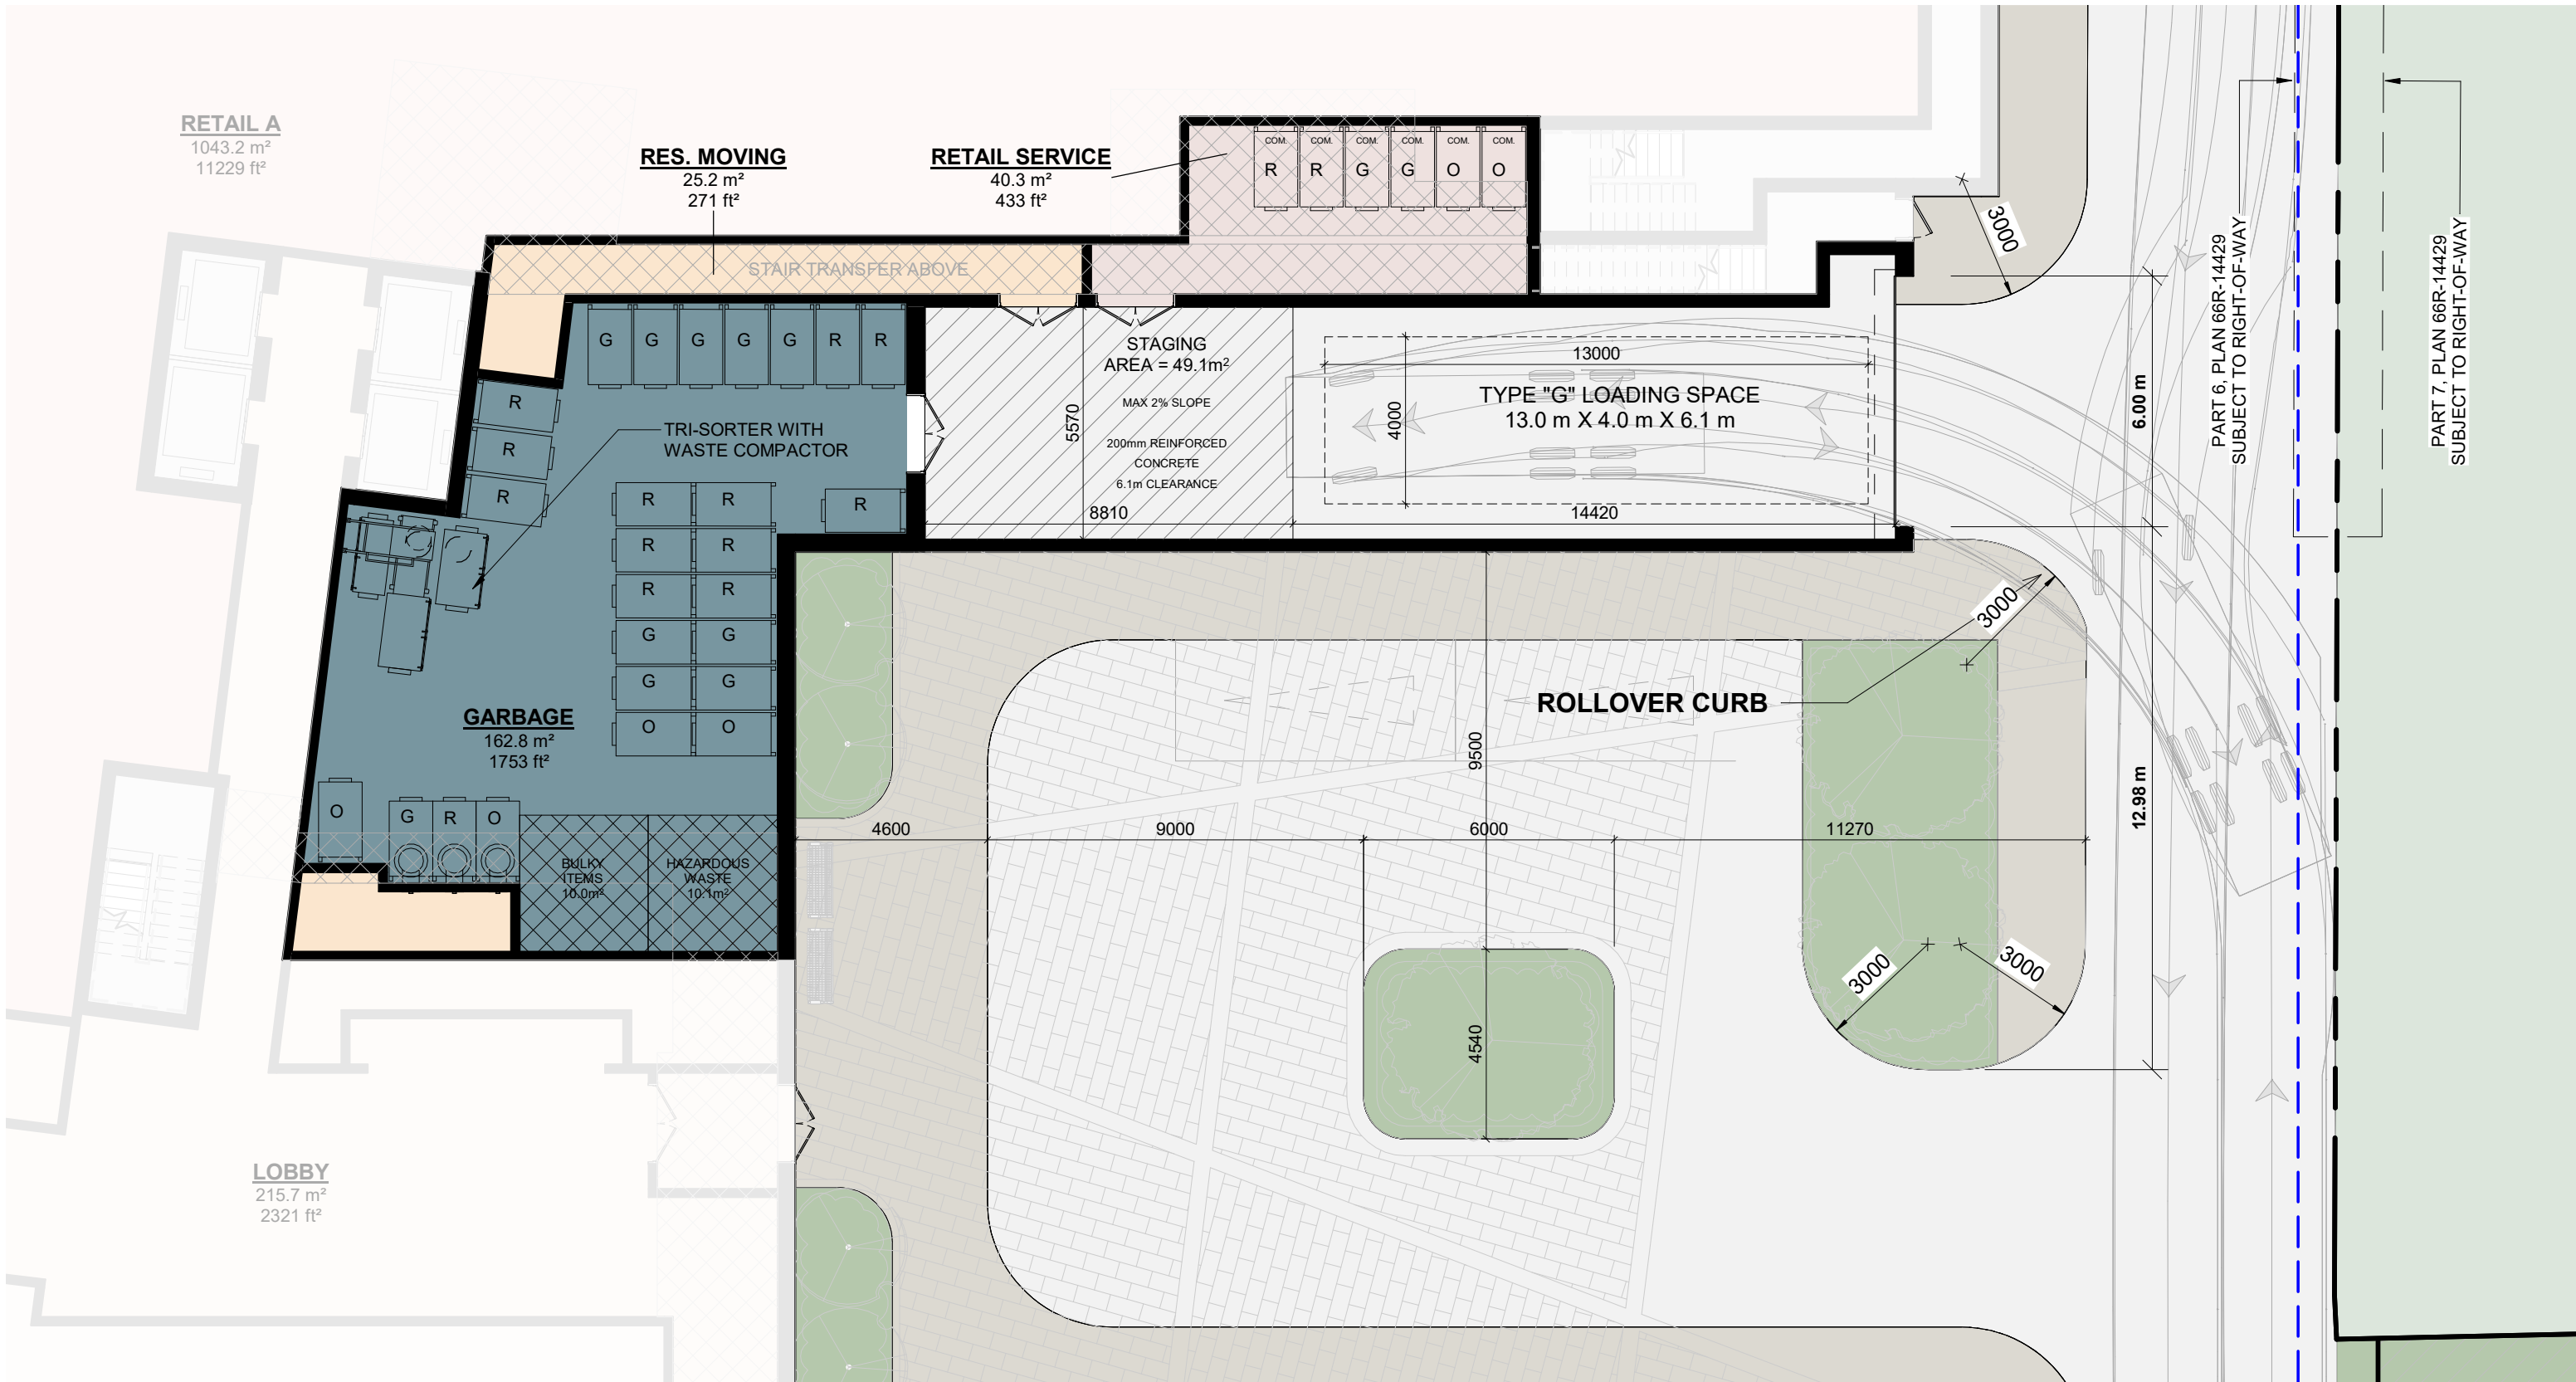 RETAIL A
1043.2 m²
11229 ft²
RES. MOVING
25.2 m²
271 ft²
RETAIL SERVICE
40.3 m²
433 ft²
COM. COM. COM. COM. COM. COM.
R R G G O O
3000
STAIR TRANSFER ABOVE
PART 6, PLAN 66R-14429
SUBJECT TO RIGHT-OF-WAY
PART 7, PLAN 66R-14429
SUBJECT TO RIGHT-OF-WAY
G G G G G R R
STAGING
AREA = 49.1m²
MAX 2% SLOPE
200mm REINFORCED
CONCRETE
6.1m CLEARANCE
5570
8810
13000
4000
TYPE "G" LOADING SPACE
13.0 m X 4.0 m X 6.1 m
14420
6.00 m
R
R
R
TRI-SORTER WITH
WASTE COMPACTOR
R R R
R R
R R
G G
G G
O O
3000
ROLLOVER CURB
GARBAGE
162.8 m²
1753 ft²
9500
12.98 m
O
G R O
4600
9000
6000
11270
BULKY
ITEMS
10.0m²
HAZARDOUS
WASTE
10.1m²
3000
3000
4540
LOBBY
215.7 m²
2321 ft²